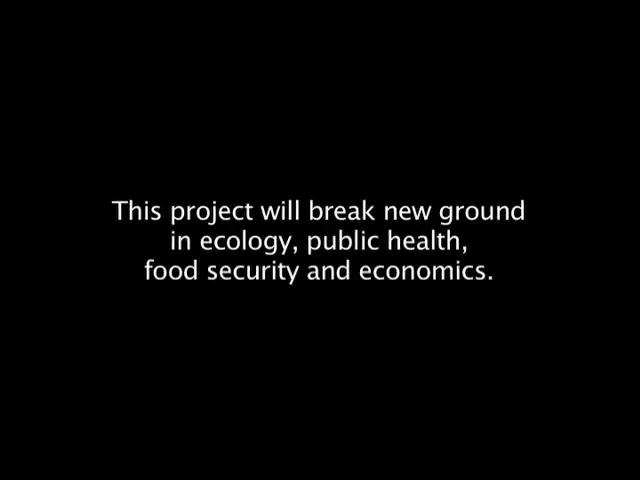 This project will break new ground
in ecology, public health,
food security and economics.